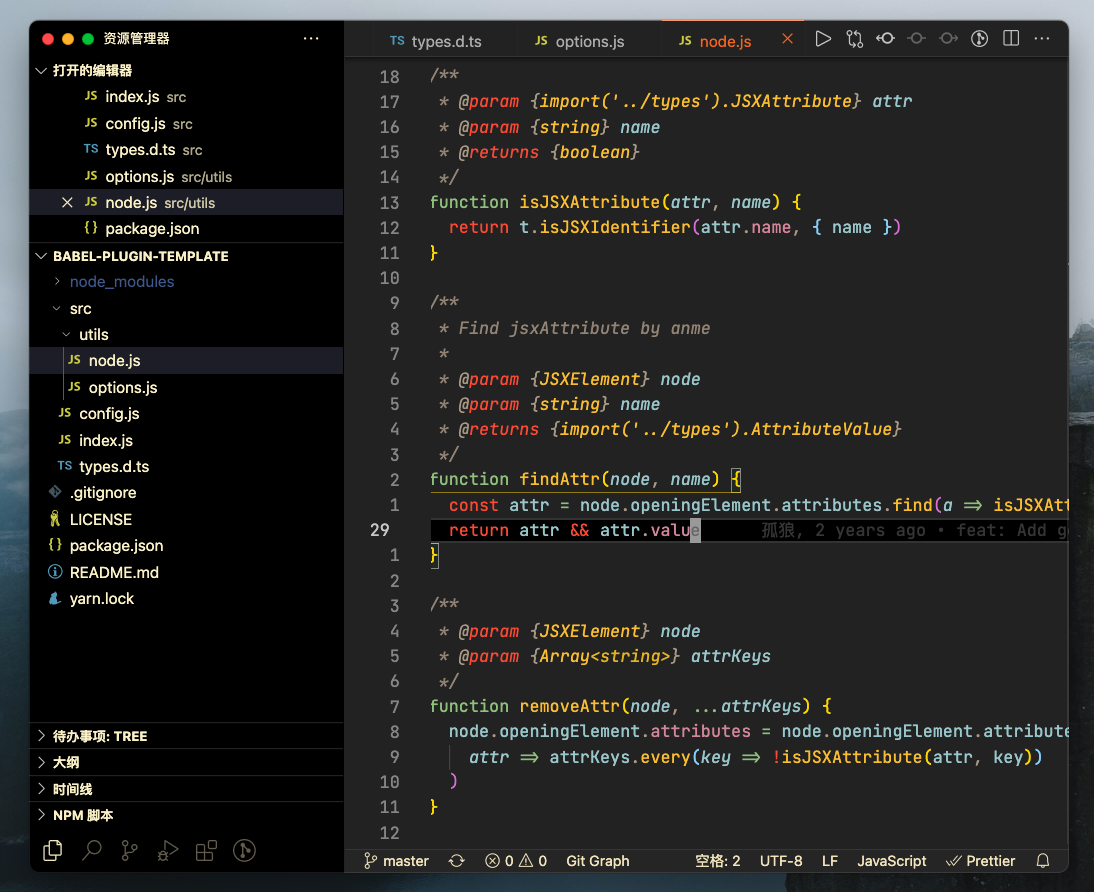 资源管理器 ···
打开的编辑器
JS index.js src
JS config.js src
TS types.d.ts src
JS options.js src/utils
JS node.js src/utils
{} package.json
BABEL-PLUGIN-TEMPLATE
node_modules
src
utils
JS node.js
JS options.js
JS config.js
JS index.js
TS types.d.ts
.gitignore
LICENSE
{} package.json
README.md
yarn.lock
待办事项: TREE
大纲
时间线
NPM 脚本
TS types.d.ts JS options.js JS node.js
18 /**
17 * @param {import('../types').JSXAttribute} attr
16 * @param {string} name
15 * @returns {boolean}
14 */
13 function isJSXAttribute(attr, name) {
12 return t.isJSXIdentifier(attr.name, { name })
11 }
10
9 /**
8 * Find jsxAttribute by anme
7 *
6 * @param {JSXElement} node
5 * @param {string} name
4 * @returns {import('../types').AttributeValue}
3 */
2 function findAttr(node, name) {
1 const attr = node.openingElement.attributes.find(a => isJSXAtt
29 return attr && attr.value 孤狼, 2 years ago • feat: Add g
1 }
2
3 /**
4 * @param {JSXElement} node
5 * @param {Array<string>} attrKeys
6 */
7 function removeAttr(node, ...attrKeys) {
8 node.openingElement.attributes = node.openingElement.attribute
9 attr => attrKeys.every(key => !isJSXAttribute(attr, key))
10 )
11 }
12
master 0 0 Git Graph 空格: 2 UTF-8 LF JavaScript Prettier